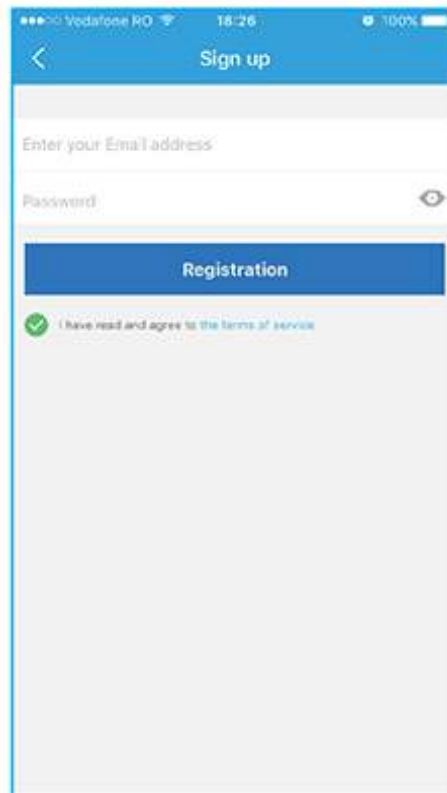 Vodafone RO 18:26 100%
Sign up
Enter your Email address
Password
Registration
I have read and agree to the terms of service